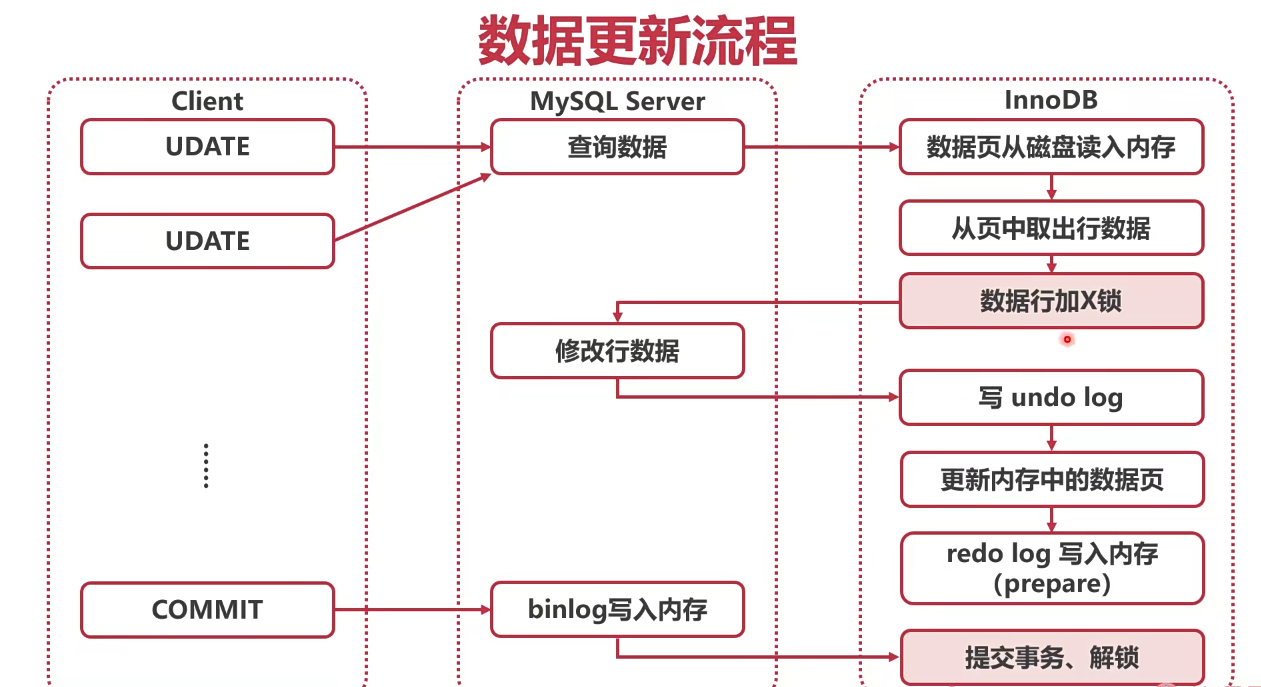 数据更新流程
Client
MySQL Server
InnoDB
UDATE
查询数据
数据页从磁盘读入内存
UDATE
从页中取出行数据
数据行加X锁
修改行数据
写 undo log
更新内存中的数据页
redo log 写入内存
（prepare）
COMMIT
binlog写入内存
提交事务、解锁